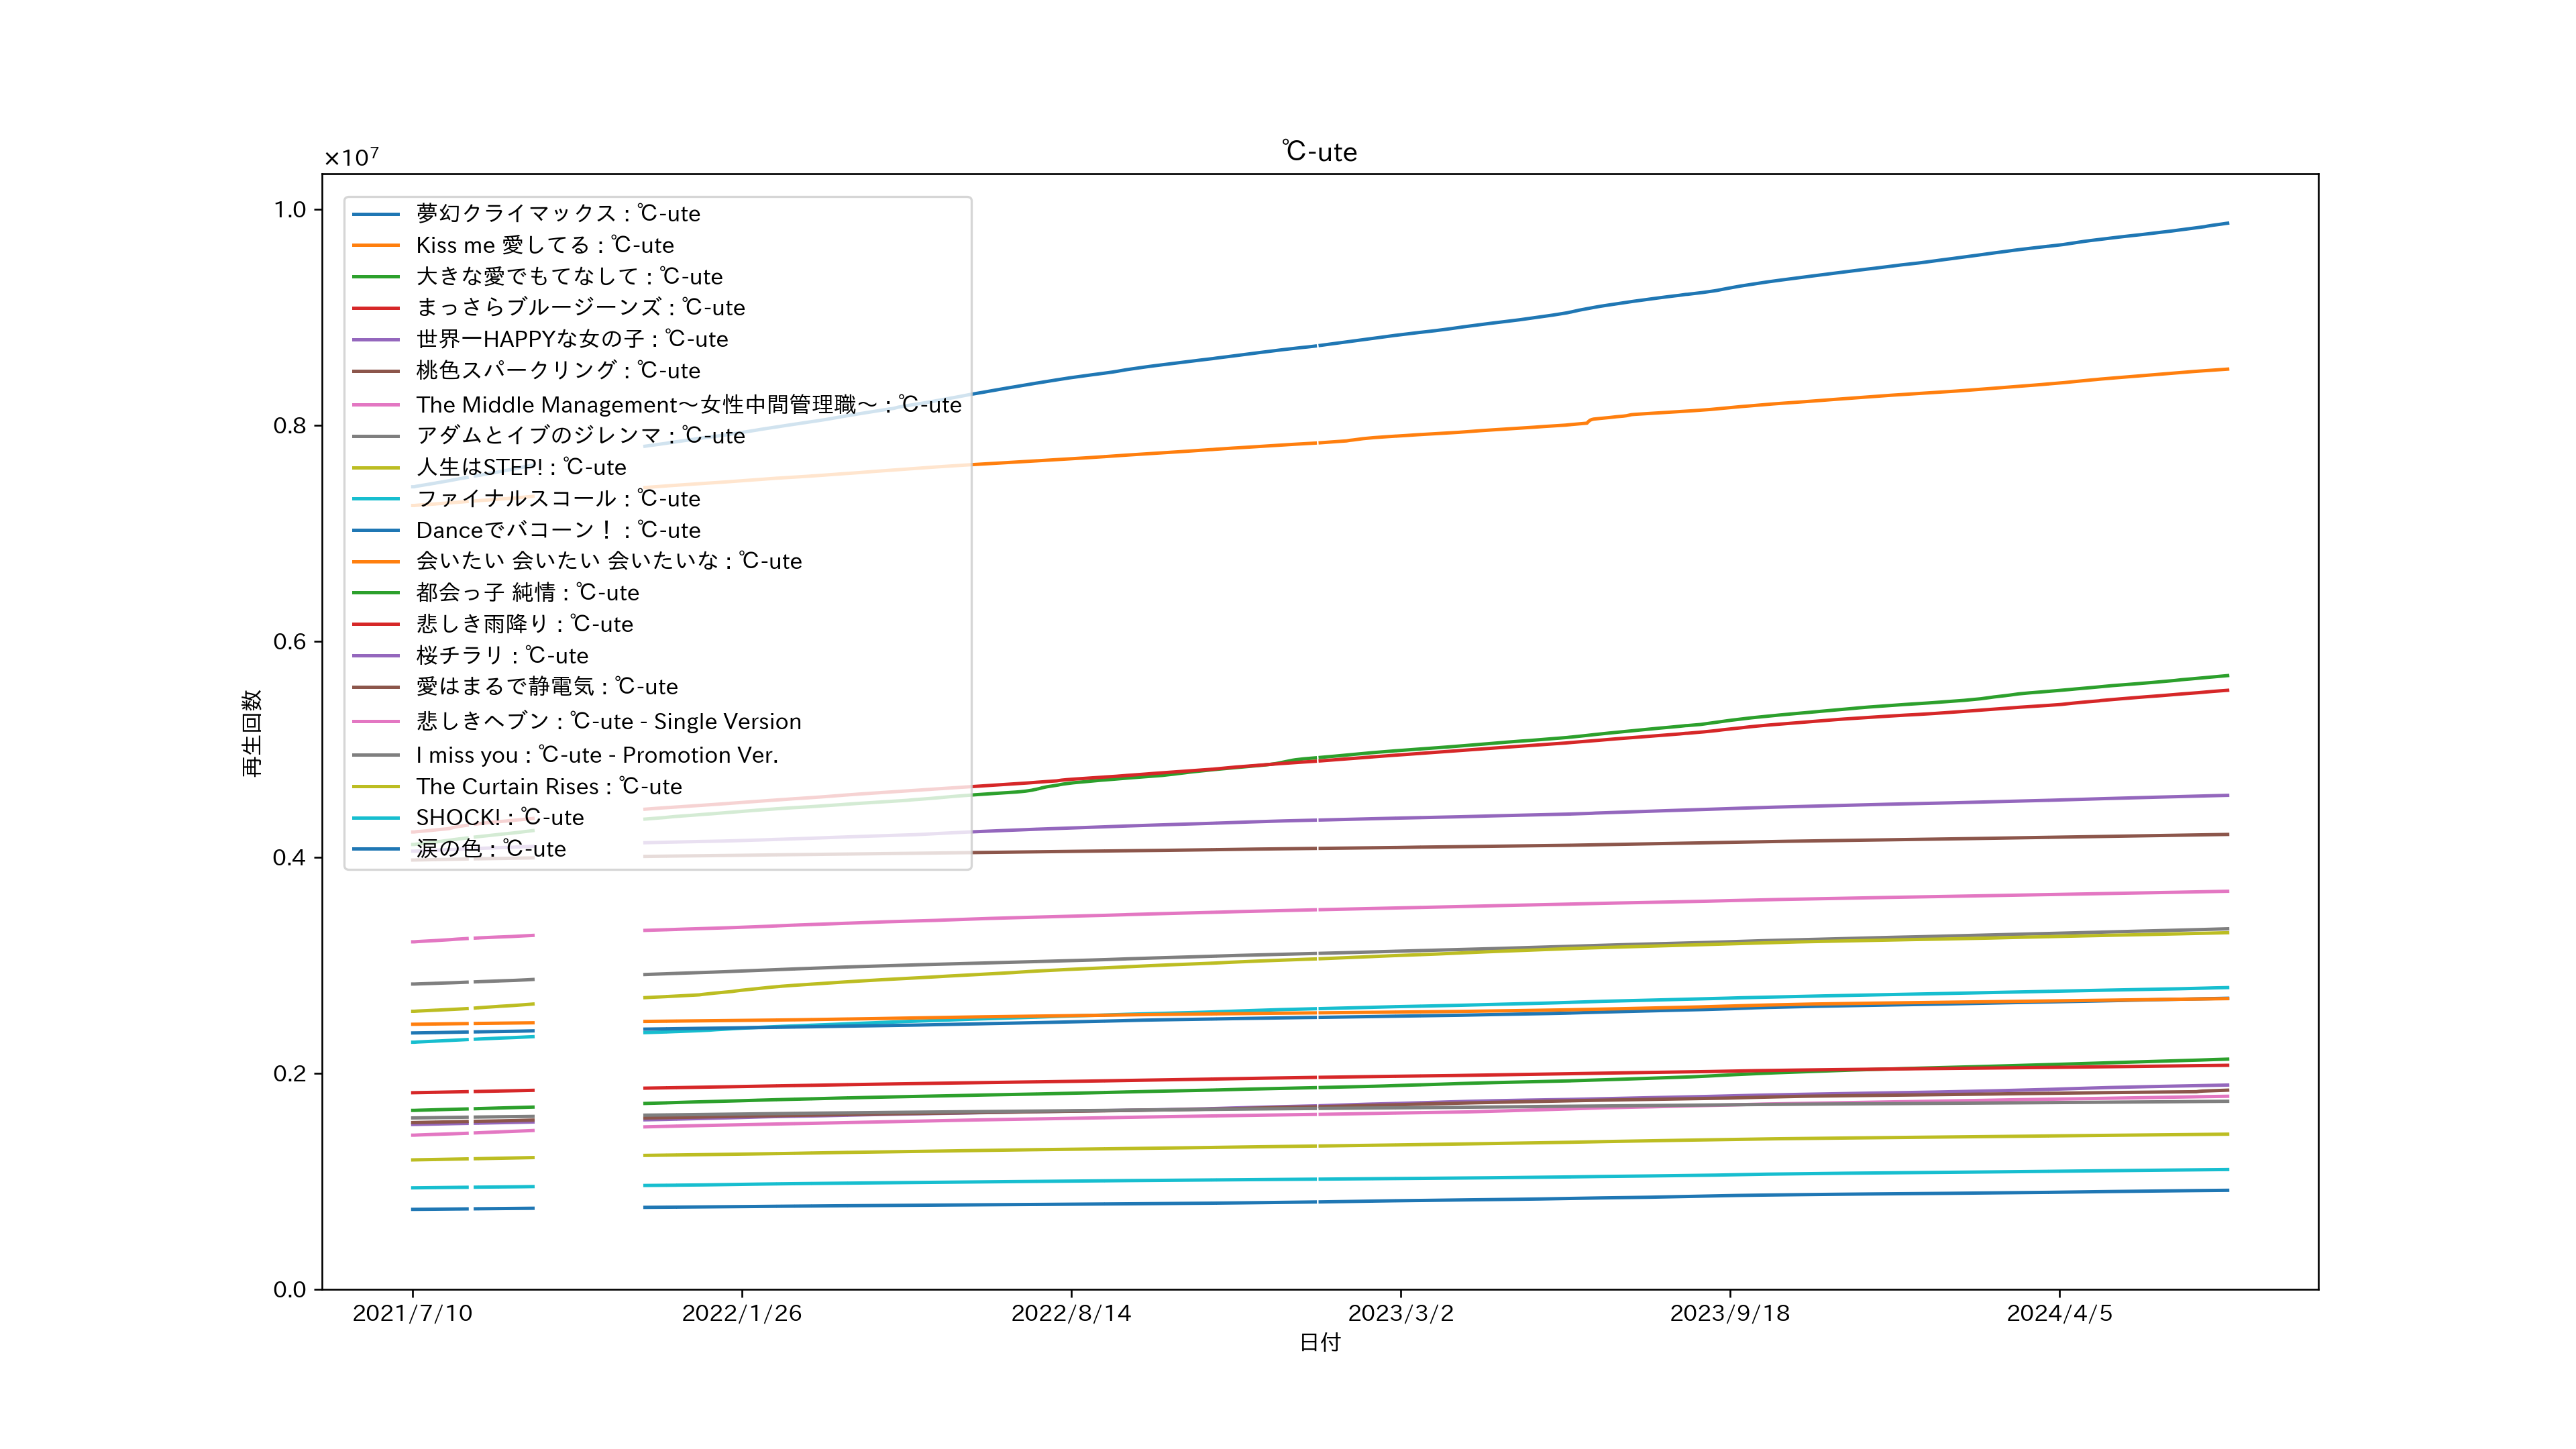 ℃-ute
×10⁷
1.0
0.8
0.6
0.4
0.2
0.0
再生回数
夢幻クライマックス : ℃-ute
Kiss me 愛してる : ℃-ute
大きな愛でもてなして : ℃-ute
まっさらブルージーンズ : ℃-ute
世界一HAPPYな女の子 : ℃-ute
桃色スパークリング : ℃-ute
The Middle Management〜女性中間管理職〜 : ℃-ute
アダムとイブのジレンマ : ℃-ute
人生はSTEP! : ℃-ute
ファイナルスコール : ℃-ute
Danceでバコーン！ : ℃-ute
会いたい 会いたい 会いたいな : ℃-ute
都会っ子 純情 : ℃-ute
悲しき雨降り : ℃-ute
桜チラリ : ℃-ute
愛はまるで静電気 : ℃-ute
悲しきヘブン : ℃-ute - Single Version
I miss you : ℃-ute - Promotion Ver.
The Curtain Rises : ℃-ute
SHOCK! : ℃-ute
涙の色 : ℃-ute
2021/7/10 2022/1/26 2022/8/14 2023/3/2 2023/9/18 2024/4/5
日付